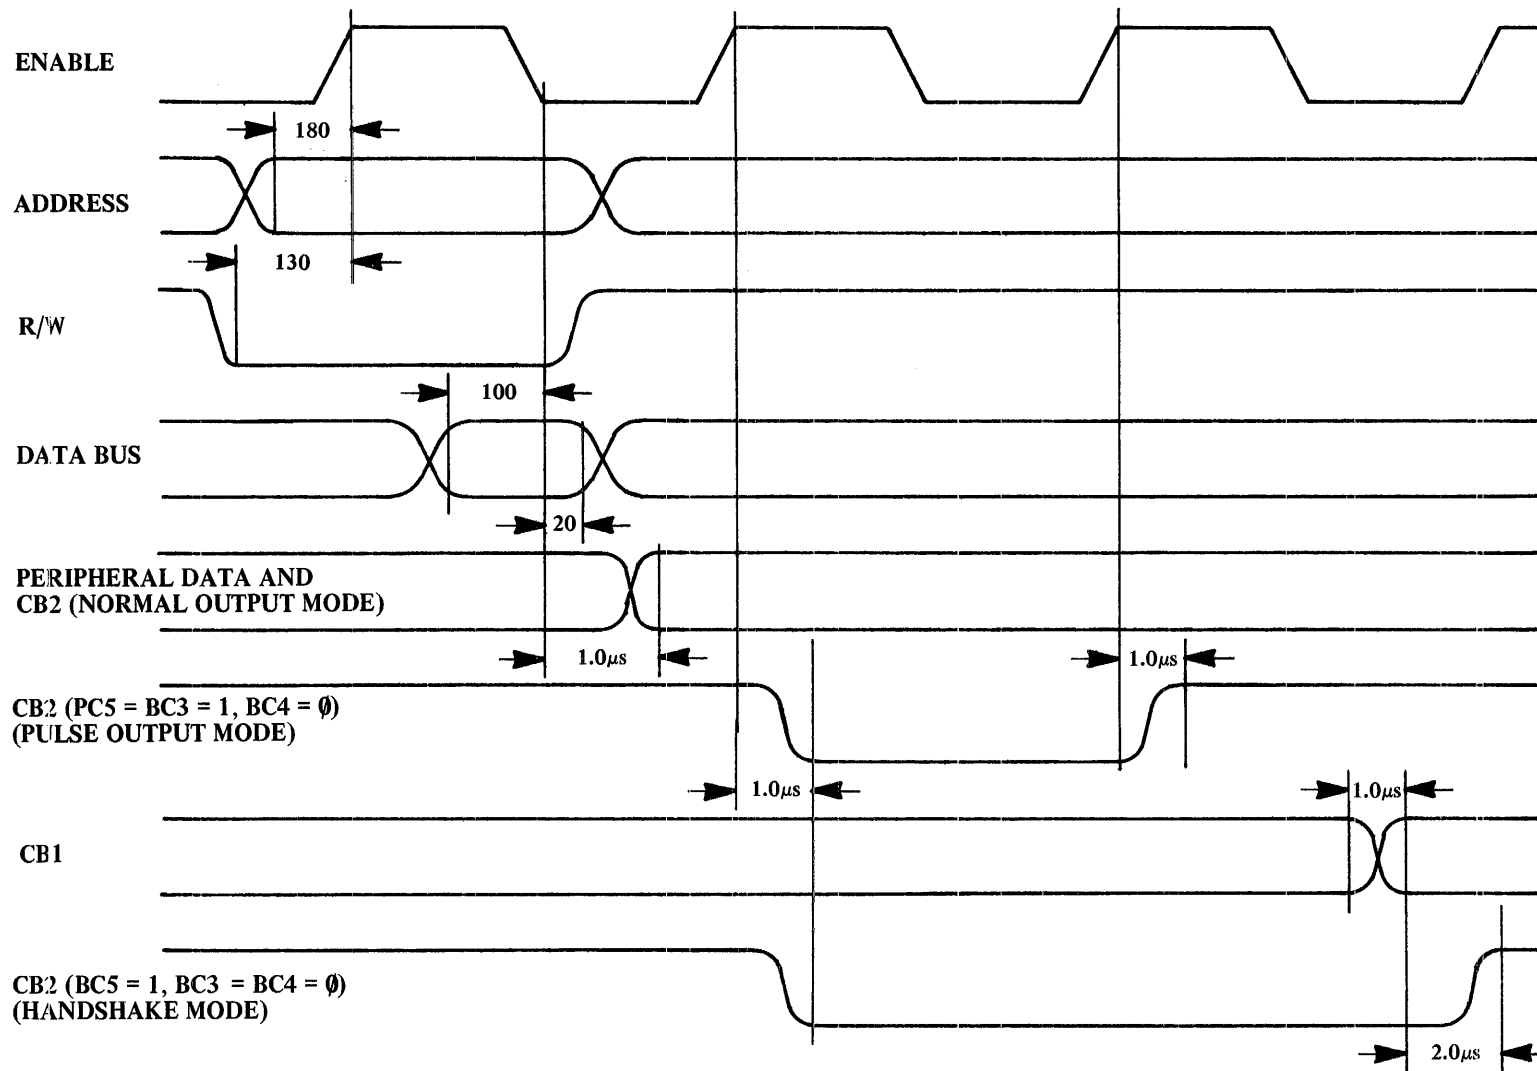 ENABLE
180
ADDRESS
130
R/W
100
DATA BUS
20
PERIPHERAL DATA AND
CB2 (NORMAL OUTPUT MODE)
1.0μs
1.0μs
CB2 (PC5 = BC3 = 1, BC4 = 0̸)
(PULSE OUTPUT MODE)
1.0μs
1.0μs
CB1
CB2 (BC5 = 1, BC3 = BC4 = 0̸)
(HANDSHAKE MODE)
2.0μs